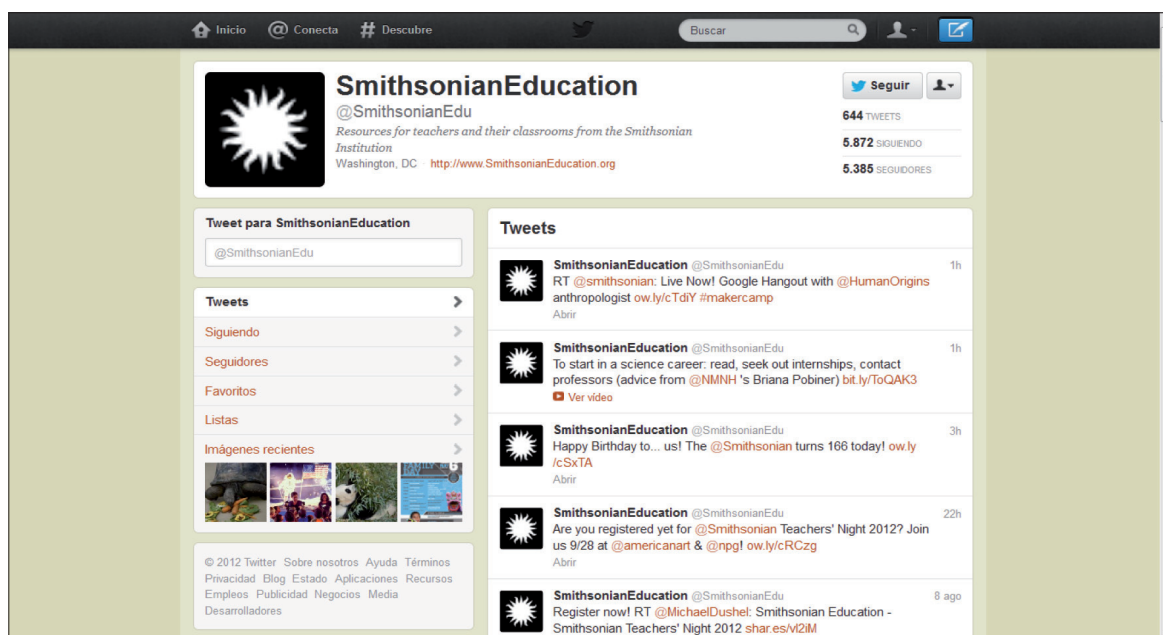 Inicio @ Conecta # Descubre Buscar
SmithsonianEducation
@SmithsonianEdu
Resources for teachers and their classrooms from the Smithsonian
Institution
Washington, DC · http://www.SmithsonianEducation.org
Seguir
644 TWEETS
5.872 SIGUIENDO
5.385 SEGUIDORES
Tweet para SmithsonianEducation
@SmithsonianEdu
Tweets
Siguiendo
Seguidores
Favoritos
Listas
Imágenes recientes
© 2012 Twitter Sobre nosotros Ayuda Términos
Privacidad Blog Estado Aplicaciones Recursos
Empleos Publicidad Negocios Media
Desarrolladores
Tweets
SmithsonianEducation @SmithsonianEdu 1h
RT @smithsonian: Live Now! Google Hangout with @HumanOrigins
anthropologist ow.ly/cTdiY #makercamp
Abrir
SmithsonianEducation @SmithsonianEdu 1h
To start in a science career: read, seek out internships, contact
professors (advice from @NMNH 's Briana Pobiner) bit.ly/ToQAK3
Ver vídeo
SmithsonianEducation @SmithsonianEdu 3h
Happy Birthday to... us! The @Smithsonian turns 166 today! ow.ly
/cSxTA
Abrir
SmithsonianEducation @SmithsonianEdu 22h
Are you registered yet for @Smithsonian Teachers' Night 2012? Join
us 9/28 at @americanart & @npg! ow.ly/cRCzg
Abrir
SmithsonianEducation @SmithsonianEdu 8 ago
Register now! RT @MichaelDushel: Smithsonian Education -
Smithsonian Teachers' Night 2012 shar.es/vl2iM